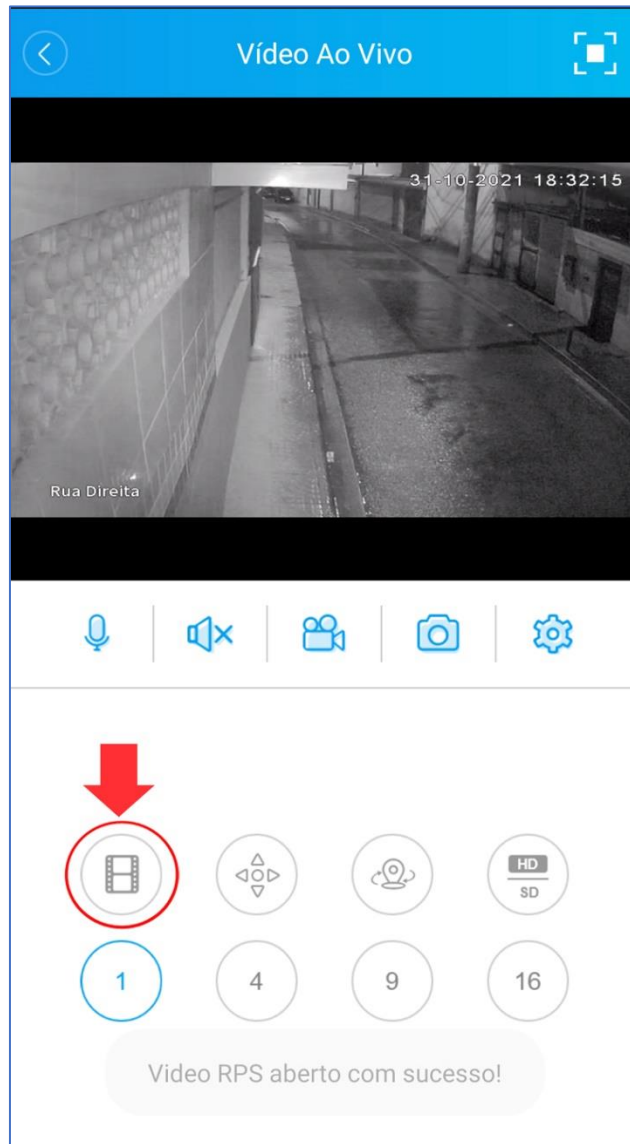 Vídeo Ao Vivo
31-10-2021 18:32:15
Rua Direita
HD
SD
1 4 9 16
Video RPS aberto com sucesso!